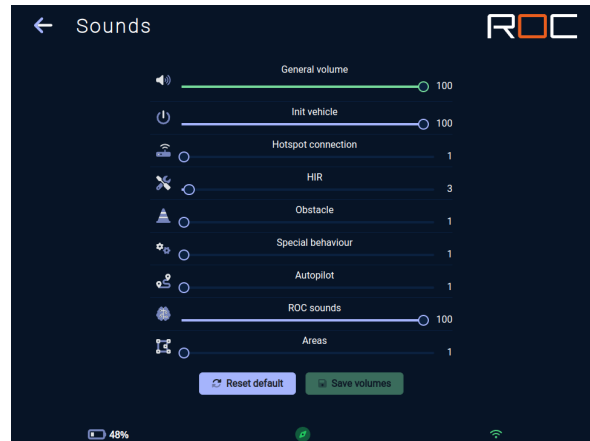 Sounds
ROC
General volume
100
Init vehicle
100
Hotspot connection
1
HIR
3
Obstacle
1
Special behaviour
1
Autopilot
1
ROC sounds
100
Areas
1
Reset default
Save volumes
48%